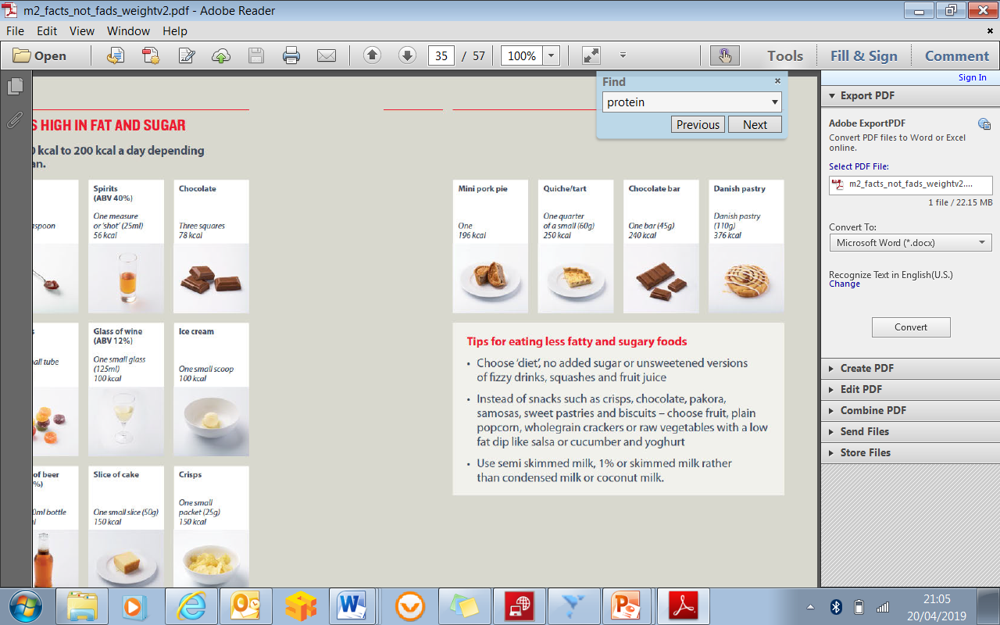 m2_facts_not_fads_weightv2.pdf - Adobe Reader
File Edit View Window Help
Open
35 / 57
100%
Tools
Fill & Sign
Comment
Find
protein
Previous
Next
Sign In
Export PDF
Adobe ExportPDF
Convert PDF files to Word or Excel
online.
Select PDF File:
m2_facts_not_fads_weightv2....
1 file / 22.15 MB
Convert To:
Microsoft Word (*.docx)
Recognize Text in English(U.S.)
Change
Convert
Create PDF
Edit PDF
Combine PDF
Send Files
Store Files
S HIGH IN FAT AND SUGAR
0 kcal to 200 kcal a day depending
an.
spoon
Spirits
(ABV 40%)
One measure
or 'shot' (25ml)
56 kcal
Chocolate
Three squares
78 kcal
s
all tube
Glass of wine
(ABV 12%)
One small glass
(125ml)
100 kcal
Ice cream
One small scoop
100 kcal
of beer
%)
0ml bottle
l
Slice of cake
One small slice (50g)
150 kcal
Crisps
One small
packet (25g)
150 kcal
Mini pork pie
One
196 kcal
Quiche/tart
One quarter
of a small (60g)
250 kcal
Chocolate bar
One bar (45g)
240 kcal
Danish pastry
Danish pastry
(110g)
376 kcal
Tips for eating less fatty and sugary foods
• Choose 'diet', no added sugar or unsweetened versions
of fizzy drinks, squashes and fruit juice
• Instead of snacks such as crisps, chocolate, pakora,
samosas, sweet pastries and biscuits – choose fruit, plain
popcorn, wholegrain crackers or raw vegetables with a low
fat dip like salsa or cucumber and yoghurt
• Use semi skimmed milk, 1% or skimmed milk rather
than condensed milk or coconut milk.
21:05
20/04/2019